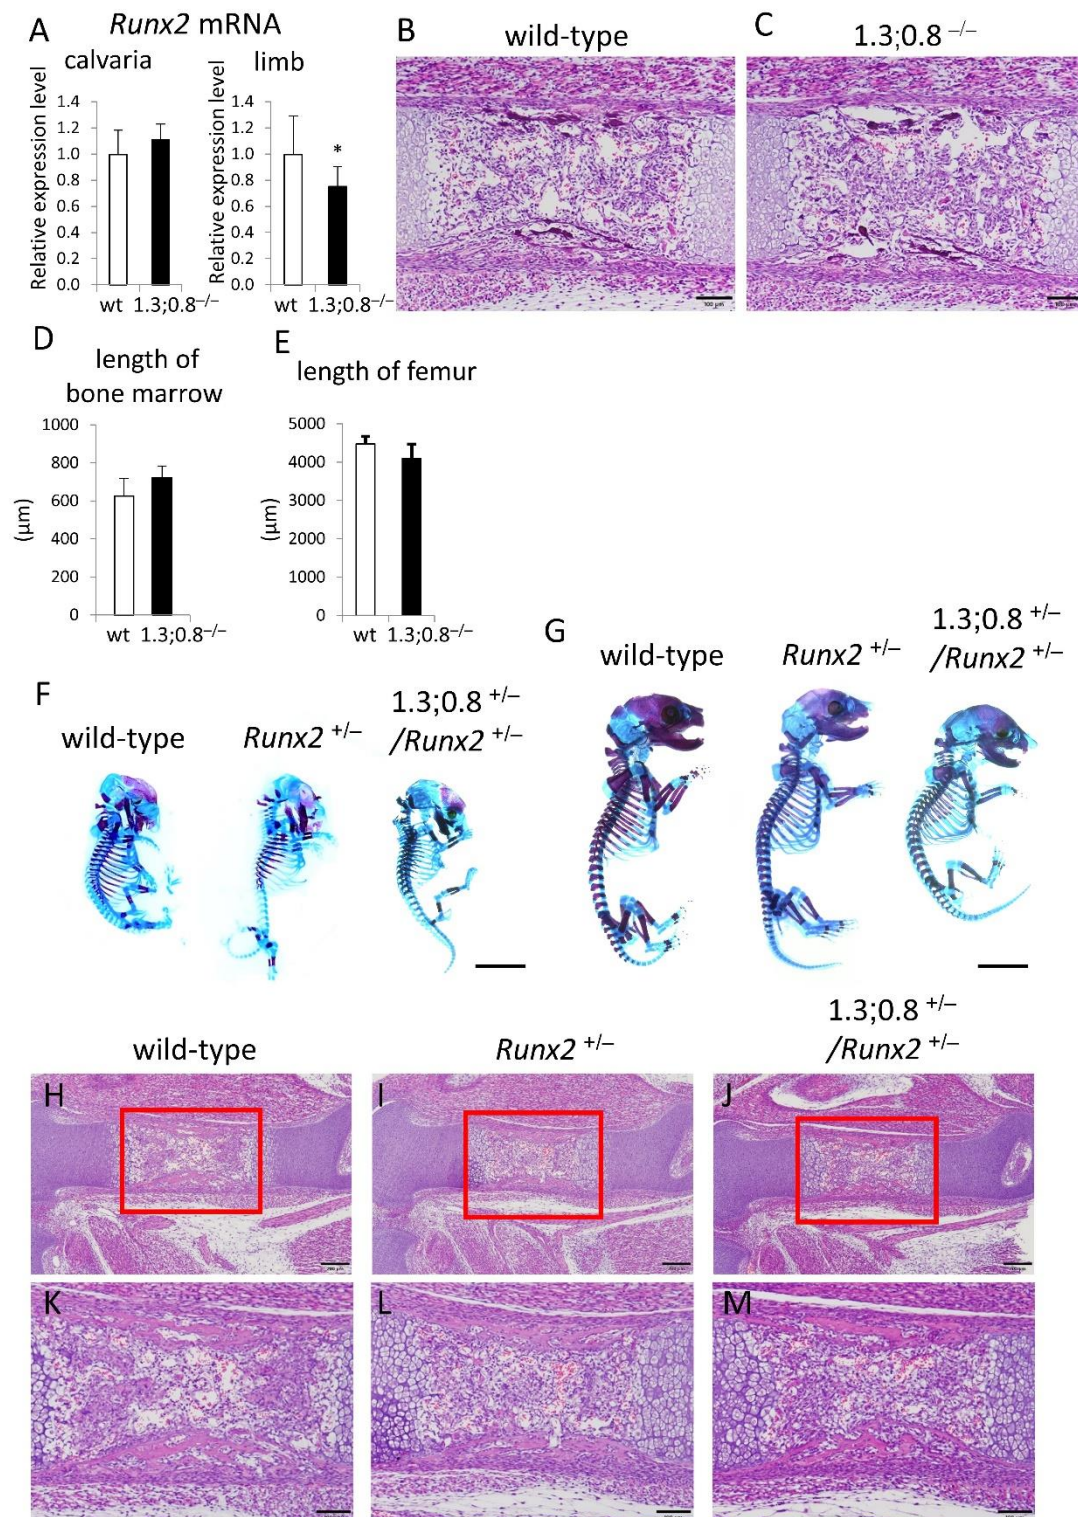 A
Runx2 mRNA
calvaria
limb
Relative expression level
1.4
1.2
1.0
0.8
0.6
0.4
0.2
0.0
wt 1.3;0.8−/−
Relative expression level
1.4
1.2
1.0
0.8
0.6
0.4
0.2
0.0
*
wt 1.3;0.8−/−
B
wild-type
100 µm
C
1.3;0.8 −/−
100 µm
D
length of
bone marrow
(µm)
1000
800
600
400
200
0
wt 1.3;0.8−/−
E
length of femur
(µm)
5000
4000
3000
2000
1000
0
wt 1.3;0.8−/−
F
wild-type
Runx2 +/−
1.3;0.8 +/−
/Runx2 +/−
G
wild-type
Runx2 +/−
1.3;0.8 +/−
/Runx2 +/−
wild-type
Runx2 +/−
1.3;0.8 +/−
/Runx2 +/−
H
I
J
K
L
M